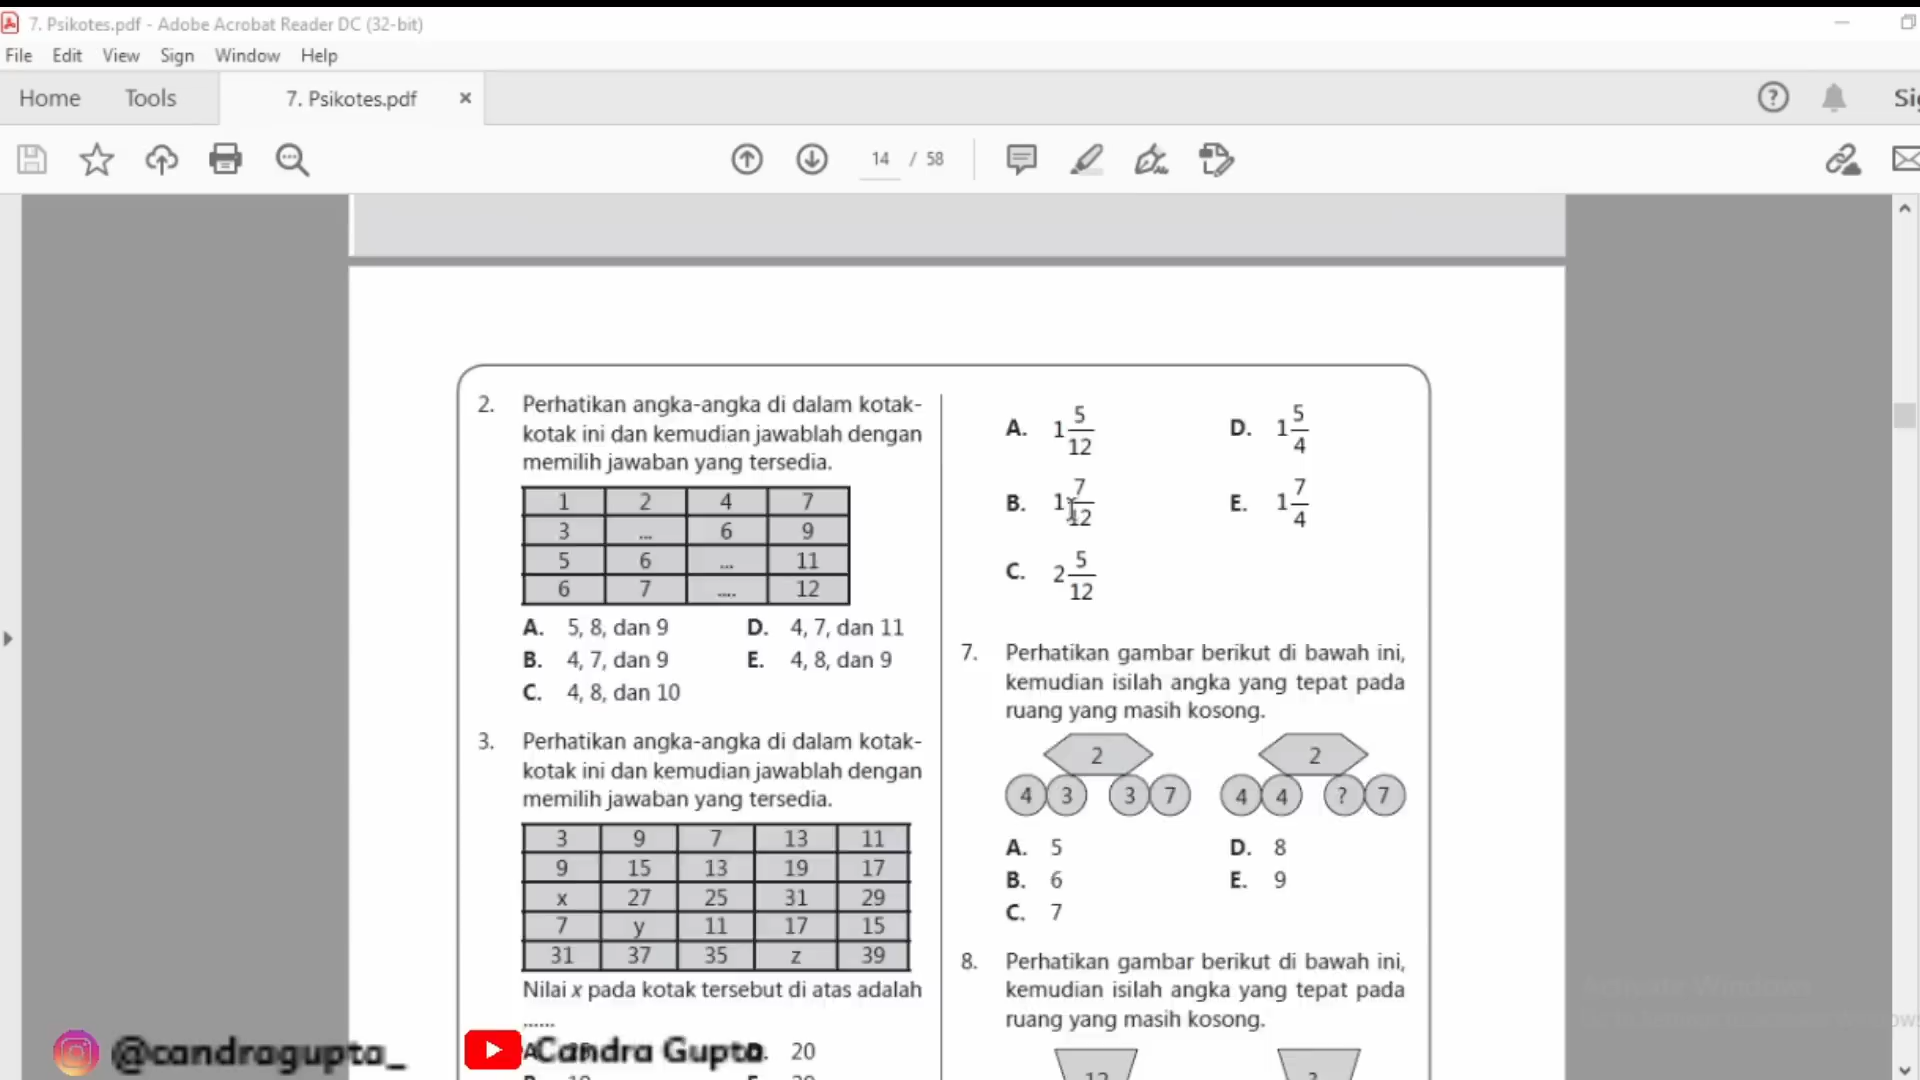 7. Psikotes.pdf - Adobe Acrobat Reader DC (32-bit)
File Edit View Sign Window Help
Home Tools 7. Psikotes.pdf ×
14 / 58
2. Perhatikan angka-angka di dalam kotak-
kotak ini dan kemudian jawablah dengan
memilih jawaban yang tersedia.
1 2 4 7
3 ... 6 9
5 6 ... 11
6 7 .... 12
A. 5, 8, dan 9 D. 4, 7, dan 11
B. 4, 7, dan 9 E. 4, 8, dan 9
C. 4, 8, dan 10
3. Perhatikan angka-angka di dalam kotak-
kotak ini dan kemudian jawablah dengan
memilih jawaban yang tersedia.
3 9 7 13 11
9 15 13 19 17
x 27 25 31 29
7 y 11 17 15
31 37 35 z 39
Nilai x pada kotak tersebut di atas adalah
......
20
A. 1 5/12 D. 1 5/4
B. 1 7/12 E. 1 7/4
C. 2 5/12
7. Perhatikan gambar berikut di bawah ini,
kemudian isilah angka yang tepat pada
ruang yang masih kosong.
2 2
4 3 3 7 4 4 ? 7
A. 5 D. 8
B. 6 E. 9
C. 7
8. Perhatikan gambar berikut di bawah ini,
kemudian isilah angka yang tepat pada
ruang yang masih kosong.
12
@candragupta_
Candra Gupta